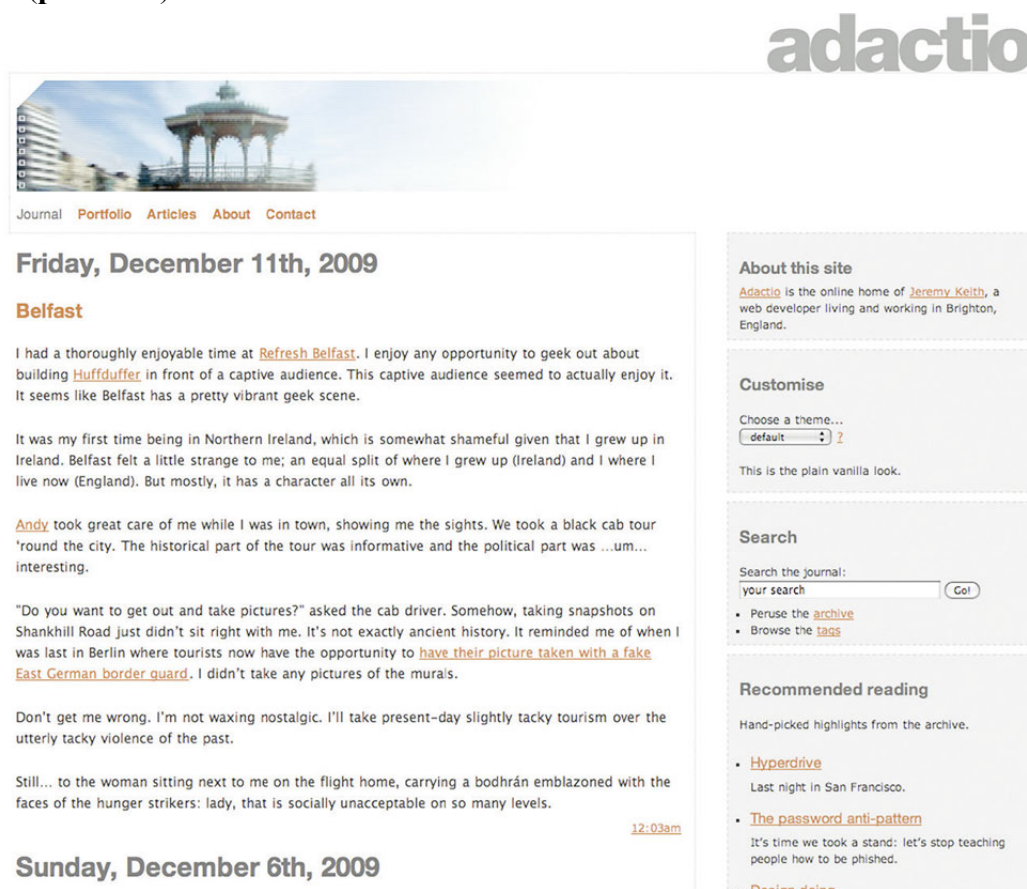 adactio
Journal Portfolio Articles About Contact
Friday, December 11th, 2009
Belfast
I had a thoroughly enjoyable time at Refresh Belfast. I enjoy any opportunity to geek out about
building Huffduffer in front of a captive audience. This captive audience seemed to actually enjoy it.
It seems like Belfast has a pretty vibrant geek scene.
It was my first time being in Northern Ireland, which is somewhat shameful given that I grew up in
Ireland. Belfast felt a little strange to me; an equal split of where I grew up (Ireland) and I where I
live now (England). But mostly, it has a character all its own.
Andy took great care of me while I was in town, showing me the sights. We took a black cab tour
'round the city. The historical part of the tour was informative and the political part was ...um...
interesting.
"Do you want to get out and take pictures?" asked the cab driver. Somehow, taking snapshots on
Shankhill Road just didn't sit right with me. It's not exactly ancient history. It reminded me of when I
was last in Berlin where tourists now have the opportunity to have their picture taken with a fake
East German border guard. I didn't take any pictures of the murals.
Don't get me wrong. I'm not waxing nostalgic. I'll take present-day slightly tacky tourism over the
utterly tacky violence of the past.
Still... to the woman sitting next to me on the flight home, carrying a bodhrán emblazoned with the
faces of the hunger strikers: lady, that is socially unacceptable on so many levels.
12:03am
Sunday, December 6th, 2009
About this site
Adactio is the online home of Jeremy Keith, a
web developer living and working in Brighton,
England.
Customise
Choose a theme...
default ?
This is the plain vanilla look.
Search
Search the journal:
your search Go!
• Peruse the archive
• Browse the tags
Recommended reading
Hand-picked highlights from the archive.
• Hyperdrive
Last night in San Francisco.
• The password anti-pattern
It's time we took a stand: let's stop teaching
people how to be phished.